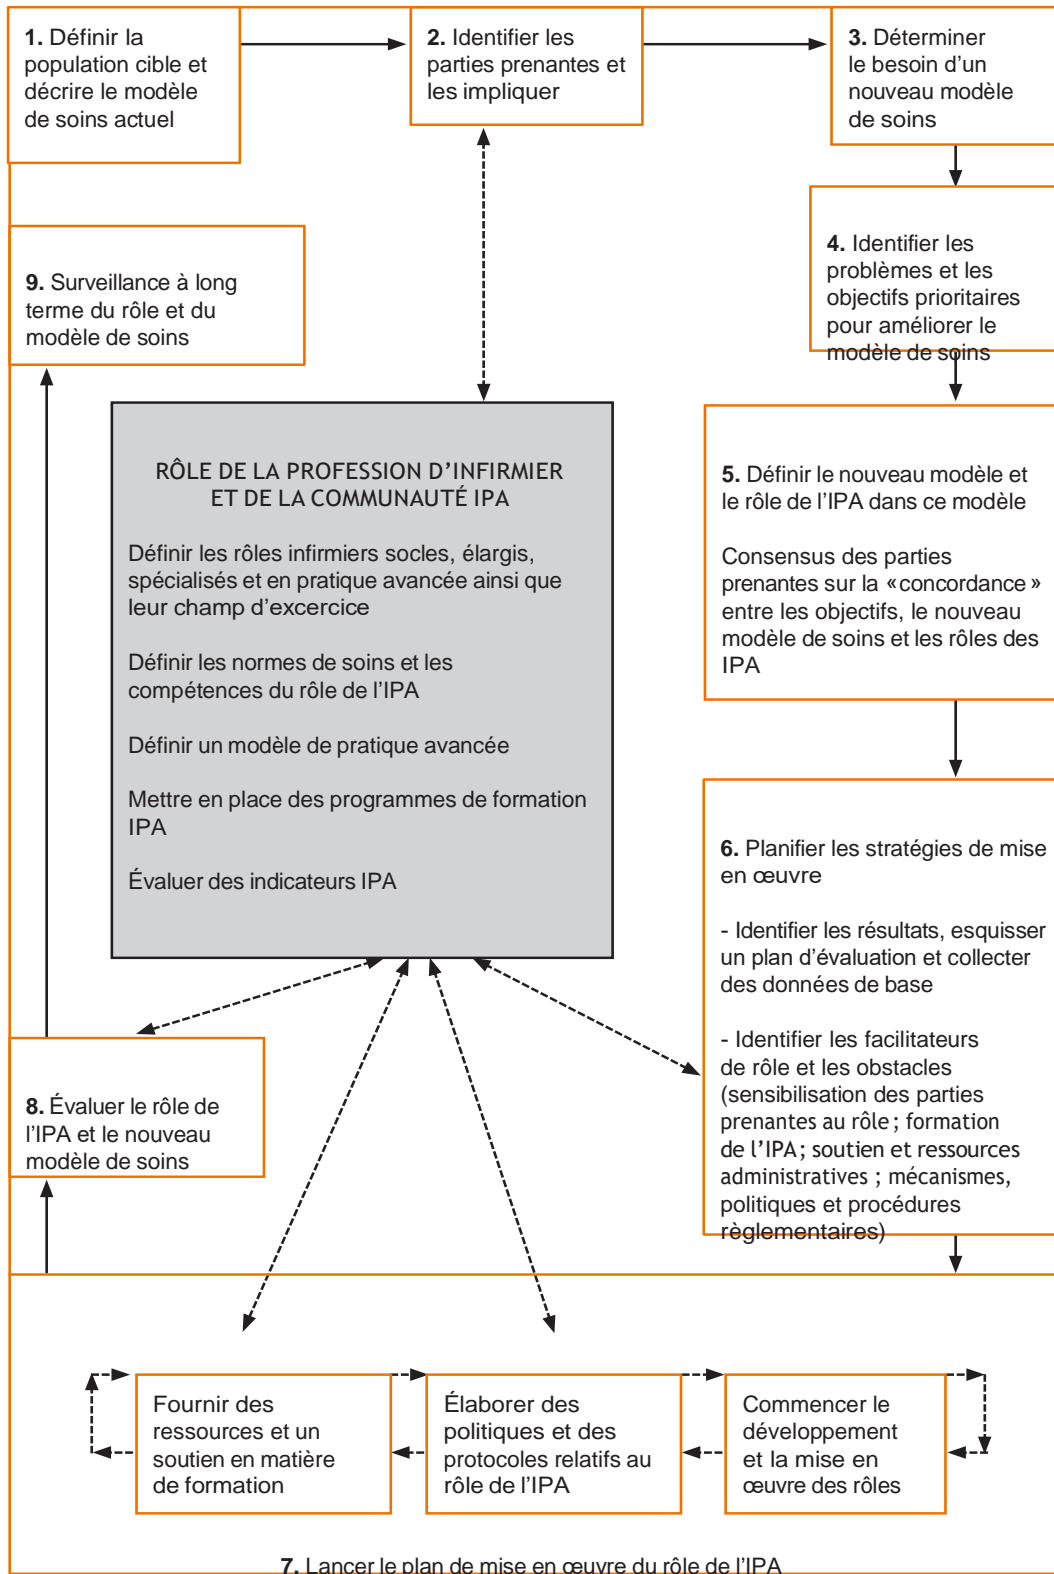 1. Définir la
population cible et
décrire le modèle
de soins actuel
2. Identifier les
parties prenantes et
les impliquer
3. Déterminer
le besoin d'un
nouveau modèle
de soins
4. Identifier les
problèmes et les
objectifs prioritaires
pour améliorer le
modèle de soins
9. Surveillance à long
terme du rôle et du
modèle de soins
RÔLE DE LA PROFESSION D'INFIRMIER
ET DE LA COMMUNAUTÉ IPA
Définir les rôles infirmiers socles, élargis,
spécialisés et en pratique avancée ainsi que
leur champ d'excercice
Définir les normes de soins et les
compétences du rôle de l'IPA
Définir un modèle de pratique avancée
Mettre en place des programmes de formation
IPA
Évaluer des indicateurs IPA
5. Définir le nouveau modèle et
le rôle de l'IPA dans ce modèle
Consensus des parties
prenantes sur la «concordance»
entre les objectifs, le nouveau
modèle de soins et les rôles des
IPA
6. Planifier les stratégies de mise
en œuvre
- Identifier les résultats, esquisser
un plan d'évaluation et collecter
des données de base
- Identifier les facilitateurs
de rôle et les obstacles
(sensibilisation des parties
prenantes au rôle ; formation
de l'IPA ; soutien et ressources
administratives ; mécanismes,
politiques et procédures
règlementaires)
8. Évaluer le rôle de
l'IPA et le nouveau
modèle de soins
Fournir des
ressources et un
soutien en matière
de formation
Élaborer des
politiques et des
protocoles relatifs au
rôle de l'IPA
Commencer le
développement
et la mise en
œuvre des rôles
7. Lancer le plan de mise en œuvre du rôle de l'IPA